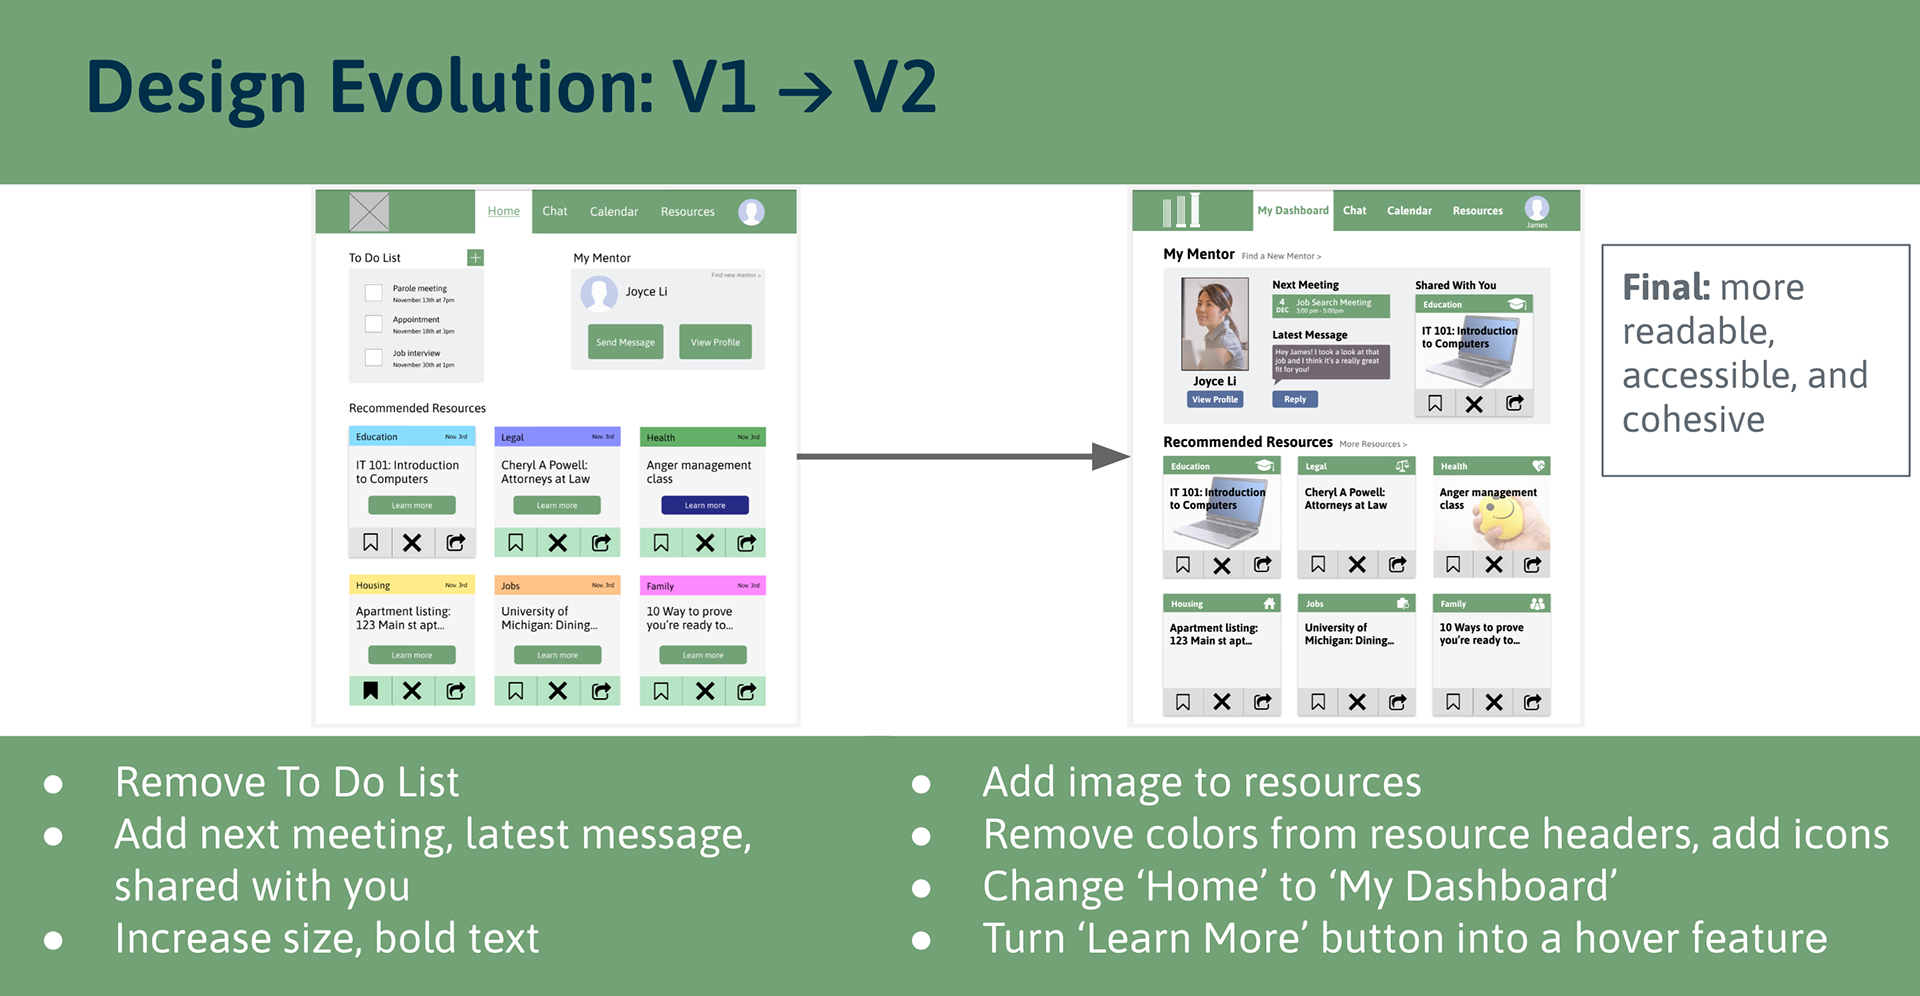 Design Evolution: V1 → V2
Home Chat Calendar Resources
To Do List
Parole meeting
November 13th at 7pm
Appointment
November 18th at 3pm
Job interview
November 30th at 1pm
My Mentor
Find new mentor >
Joyce Li
Send Message View Profile
Recommended Resources
Education Nov. 3rd
IT 101: Introduction
to Computers
Learn more
Legal Nov. 3rd
Cheryl A Powell:
Attorneys at Law
Learn more
Health Nov. 3rd
Anger management
class
Learn more
Housing Nov. 3rd
Apartment listing:
123 Main st apt...
Learn more
Jobs Nov. 3rd
University of
Michigan: Dining...
Learn more
Family Nov. 3rd
10 Way to prove
you're ready to...
Learn more
My Dashboard Chat Calendar Resources
James
My Mentor Find a New Mentor >
Joyce Li
View Profile
Next Meeting
4 DEC
Job Search Meeting
3:00 pm - 5:00pm
Latest Message
Hey James! I took a look at that
job and I think it's a really great
fit for you!
Reply
Shared With You
Education
IT 101: Introduction
to Computers
Recommended Resources More Resources >
Education
IT 101: Introduction
to Computers
Legal
Cheryl A Powell:
Attorneys at Law
Health
Anger management
class
Housing
Apartment listing:
123 Main st apt...
Jobs
University of
Michigan: Dining...
Family
10 Ways to prove
you're ready to...
Final: more
readable,
accessible, and
cohesive
● Remove To Do List
● Add next meeting, latest message,
shared with you
● Increase size, bold text
● Add image to resources
● Remove colors from resource headers, add icons
● Change ‘Home’ to ‘My Dashboard’
● Turn ‘Learn More’ button into a hover feature